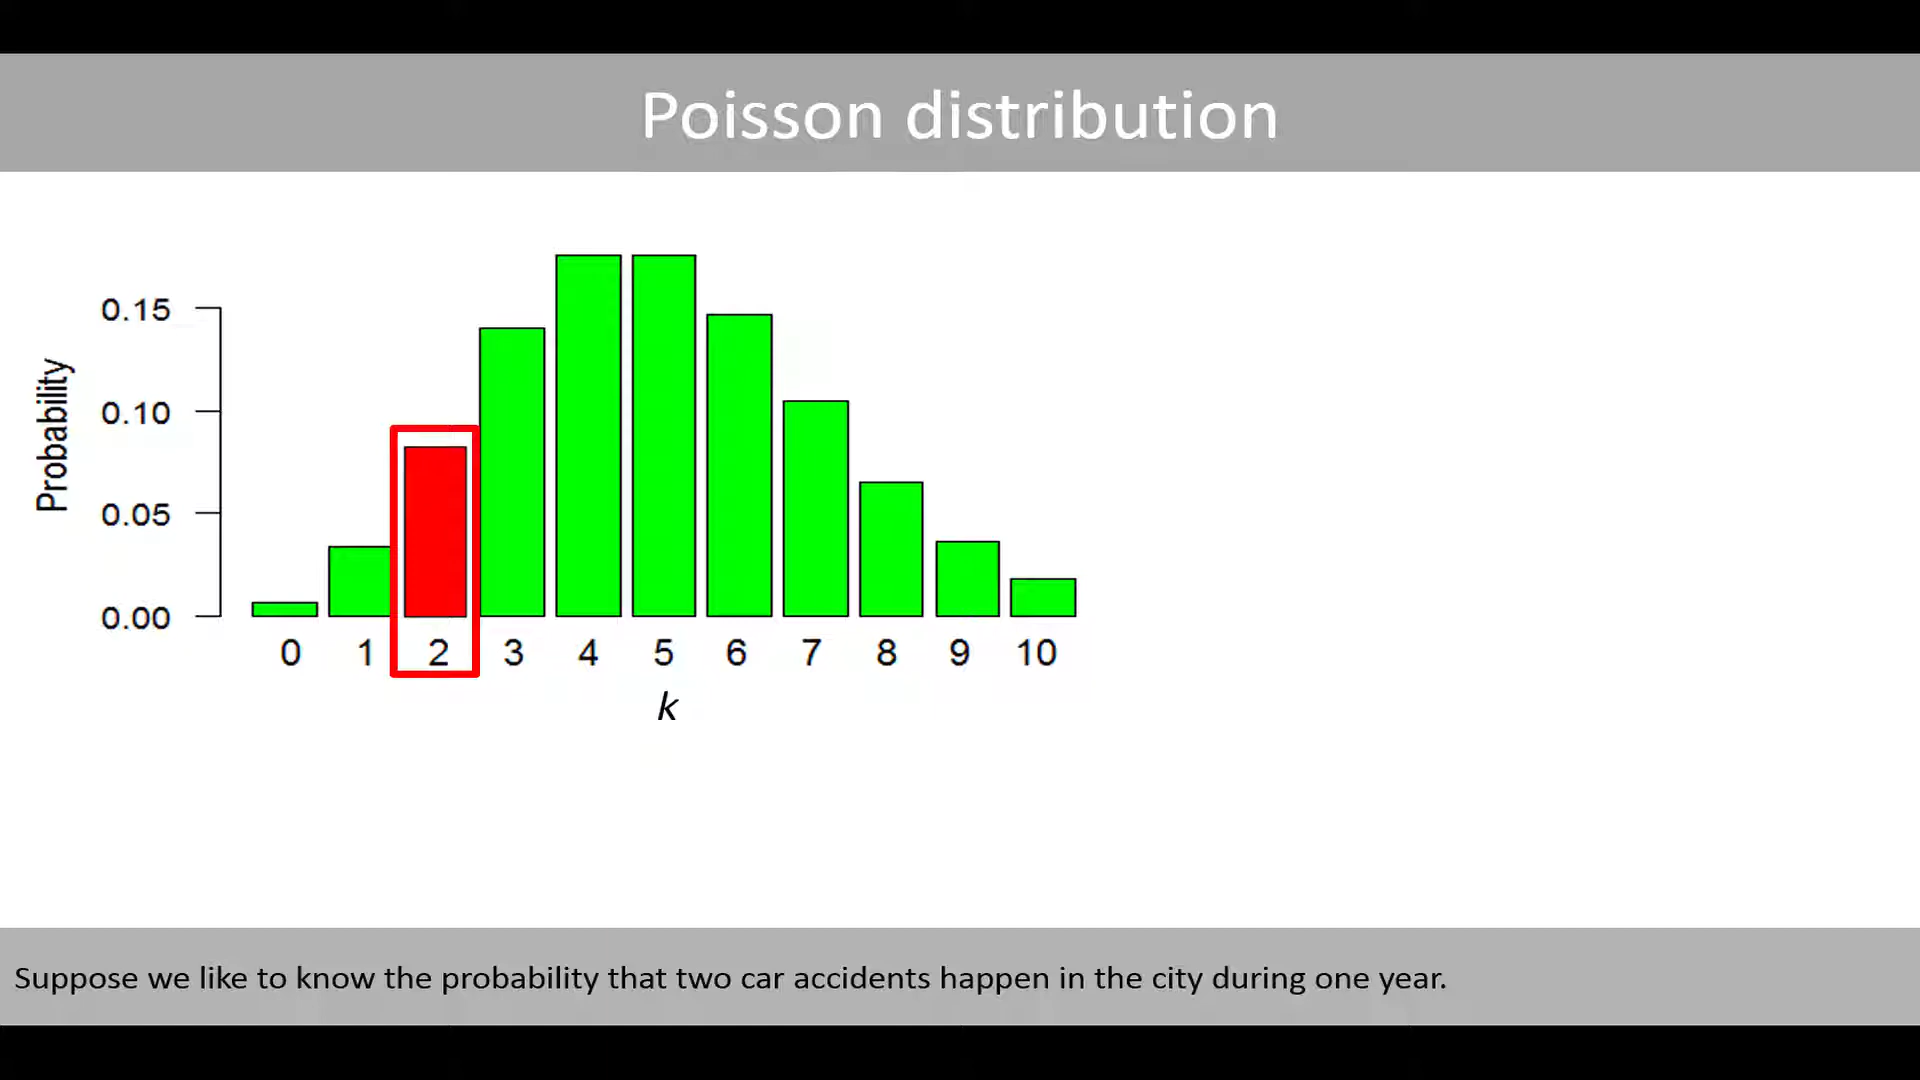 Poisson distribution
Probability
0.15
0.10
0.05
0.00
0 1 2 3 4 5 6 7 8 9 10
k
Suppose we like to know the probability that two car accidents happen in the city during one year.